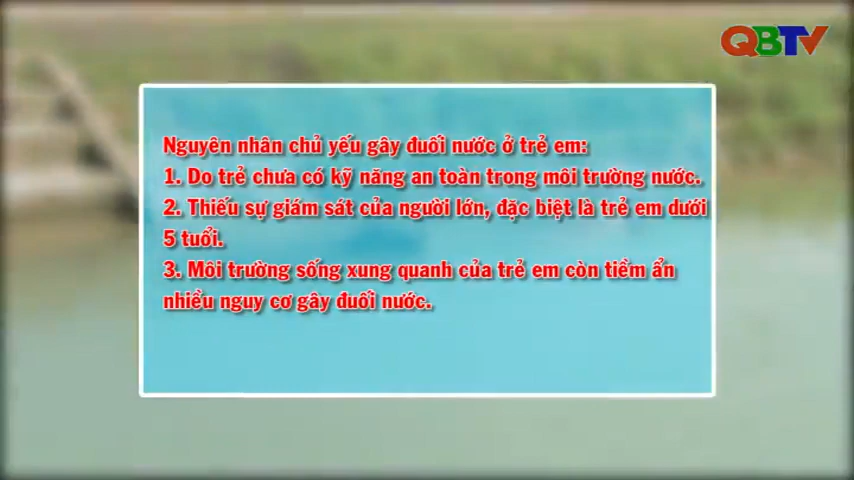 QBTV
Nguyên nhân chủ yếu gây đuối nước ở trẻ em:
1. Do trẻ chưa có kỹ năng an toàn trong môi trường nước.
2. Thiếu sự giám sát của người lớn, đặc biệt là trẻ em dưới
5 tuổi.
3. Môi trường sống xung quanh của trẻ em còn tiềm ẩn
nhiều nguy cơ gây đuối nước.